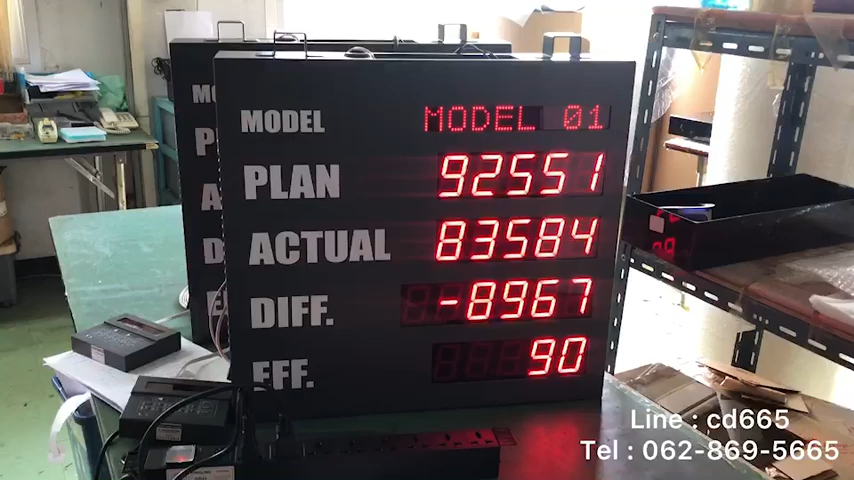 MODEL MODEL 01
PLAN 92551
ACTUAL 83584
DIFF. -8967
EFF. 90
Line : cd665
Tel : 062-869-5665